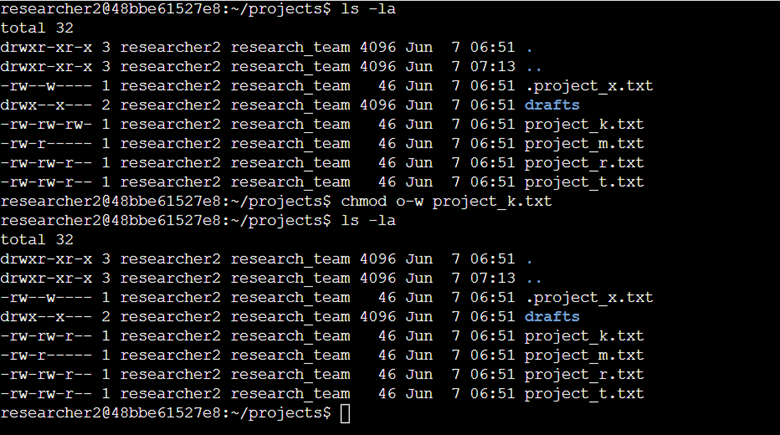 researcher2@48bbe61527e8:~/projects$ ls -la
total 32
drwxr-xr-x 3 researcher2 research_team 4096 Jun  7 06:51 .
drwxr-xr-x 3 researcher2 research_team 4096 Jun  7 07:13 ..
-rw--w---- 1 researcher2 research_team   46 Jun  7 06:51 .project_x.txt
drwx--x--- 2 researcher2 research_team 4096 Jun  7 06:51 drafts
-rw-rw-rw- 1 researcher2 research_team   46 Jun  7 06:51 project_k.txt
-rw-r----- 1 researcher2 research_team   46 Jun  7 06:51 project_m.txt
-rw-rw-r-- 1 researcher2 research_team   46 Jun  7 06:51 project_r.txt
-rw-rw-r-- 1 researcher2 research_team   46 Jun  7 06:51 project_t.txt
researcher2@48bbe61527e8:~/projects$ chmod o-w project_k.txt
researcher2@48bbe61527e8:~/projects$ ls -la
total 32
drwxr-xr-x 3 researcher2 research_team 4096 Jun  7 06:51 .
drwxr-xr-x 3 researcher2 research_team 4096 Jun  7 07:13 ..
-rw--w---- 1 researcher2 research_team   46 Jun  7 06:51 .project_x.txt
drwx--x--- 2 researcher2 research_team 4096 Jun  7 06:51 drafts
-rw-rw-r-- 1 researcher2 research_team   46 Jun  7 06:51 project_k.txt
-rw-r----- 1 researcher2 research_team   46 Jun  7 06:51 project_m.txt
-rw-rw-r-- 1 researcher2 research_team   46 Jun  7 06:51 project_r.txt
-rw-rw-r-- 1 researcher2 research_team   46 Jun  7 06:51 project_t.txt
researcher2@48bbe61527e8:~/projects$